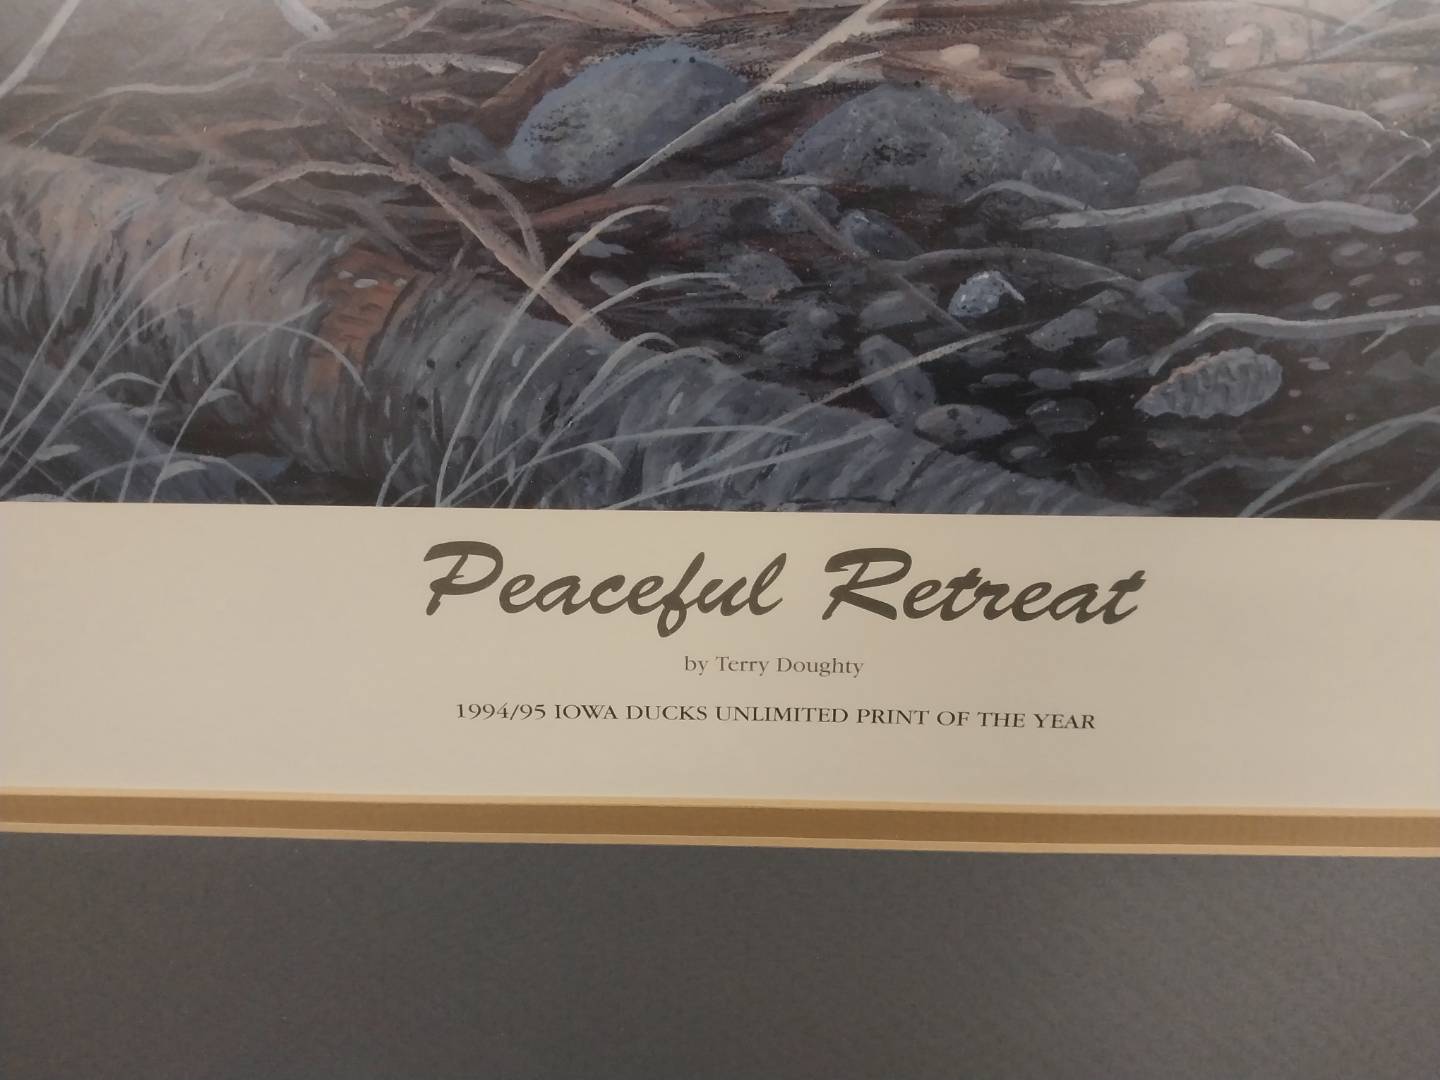 Peaceful Retreat
by Terry Doughty
1994/95 IOWA DUCKS UNLIMITED PRINT OF THE YEAR